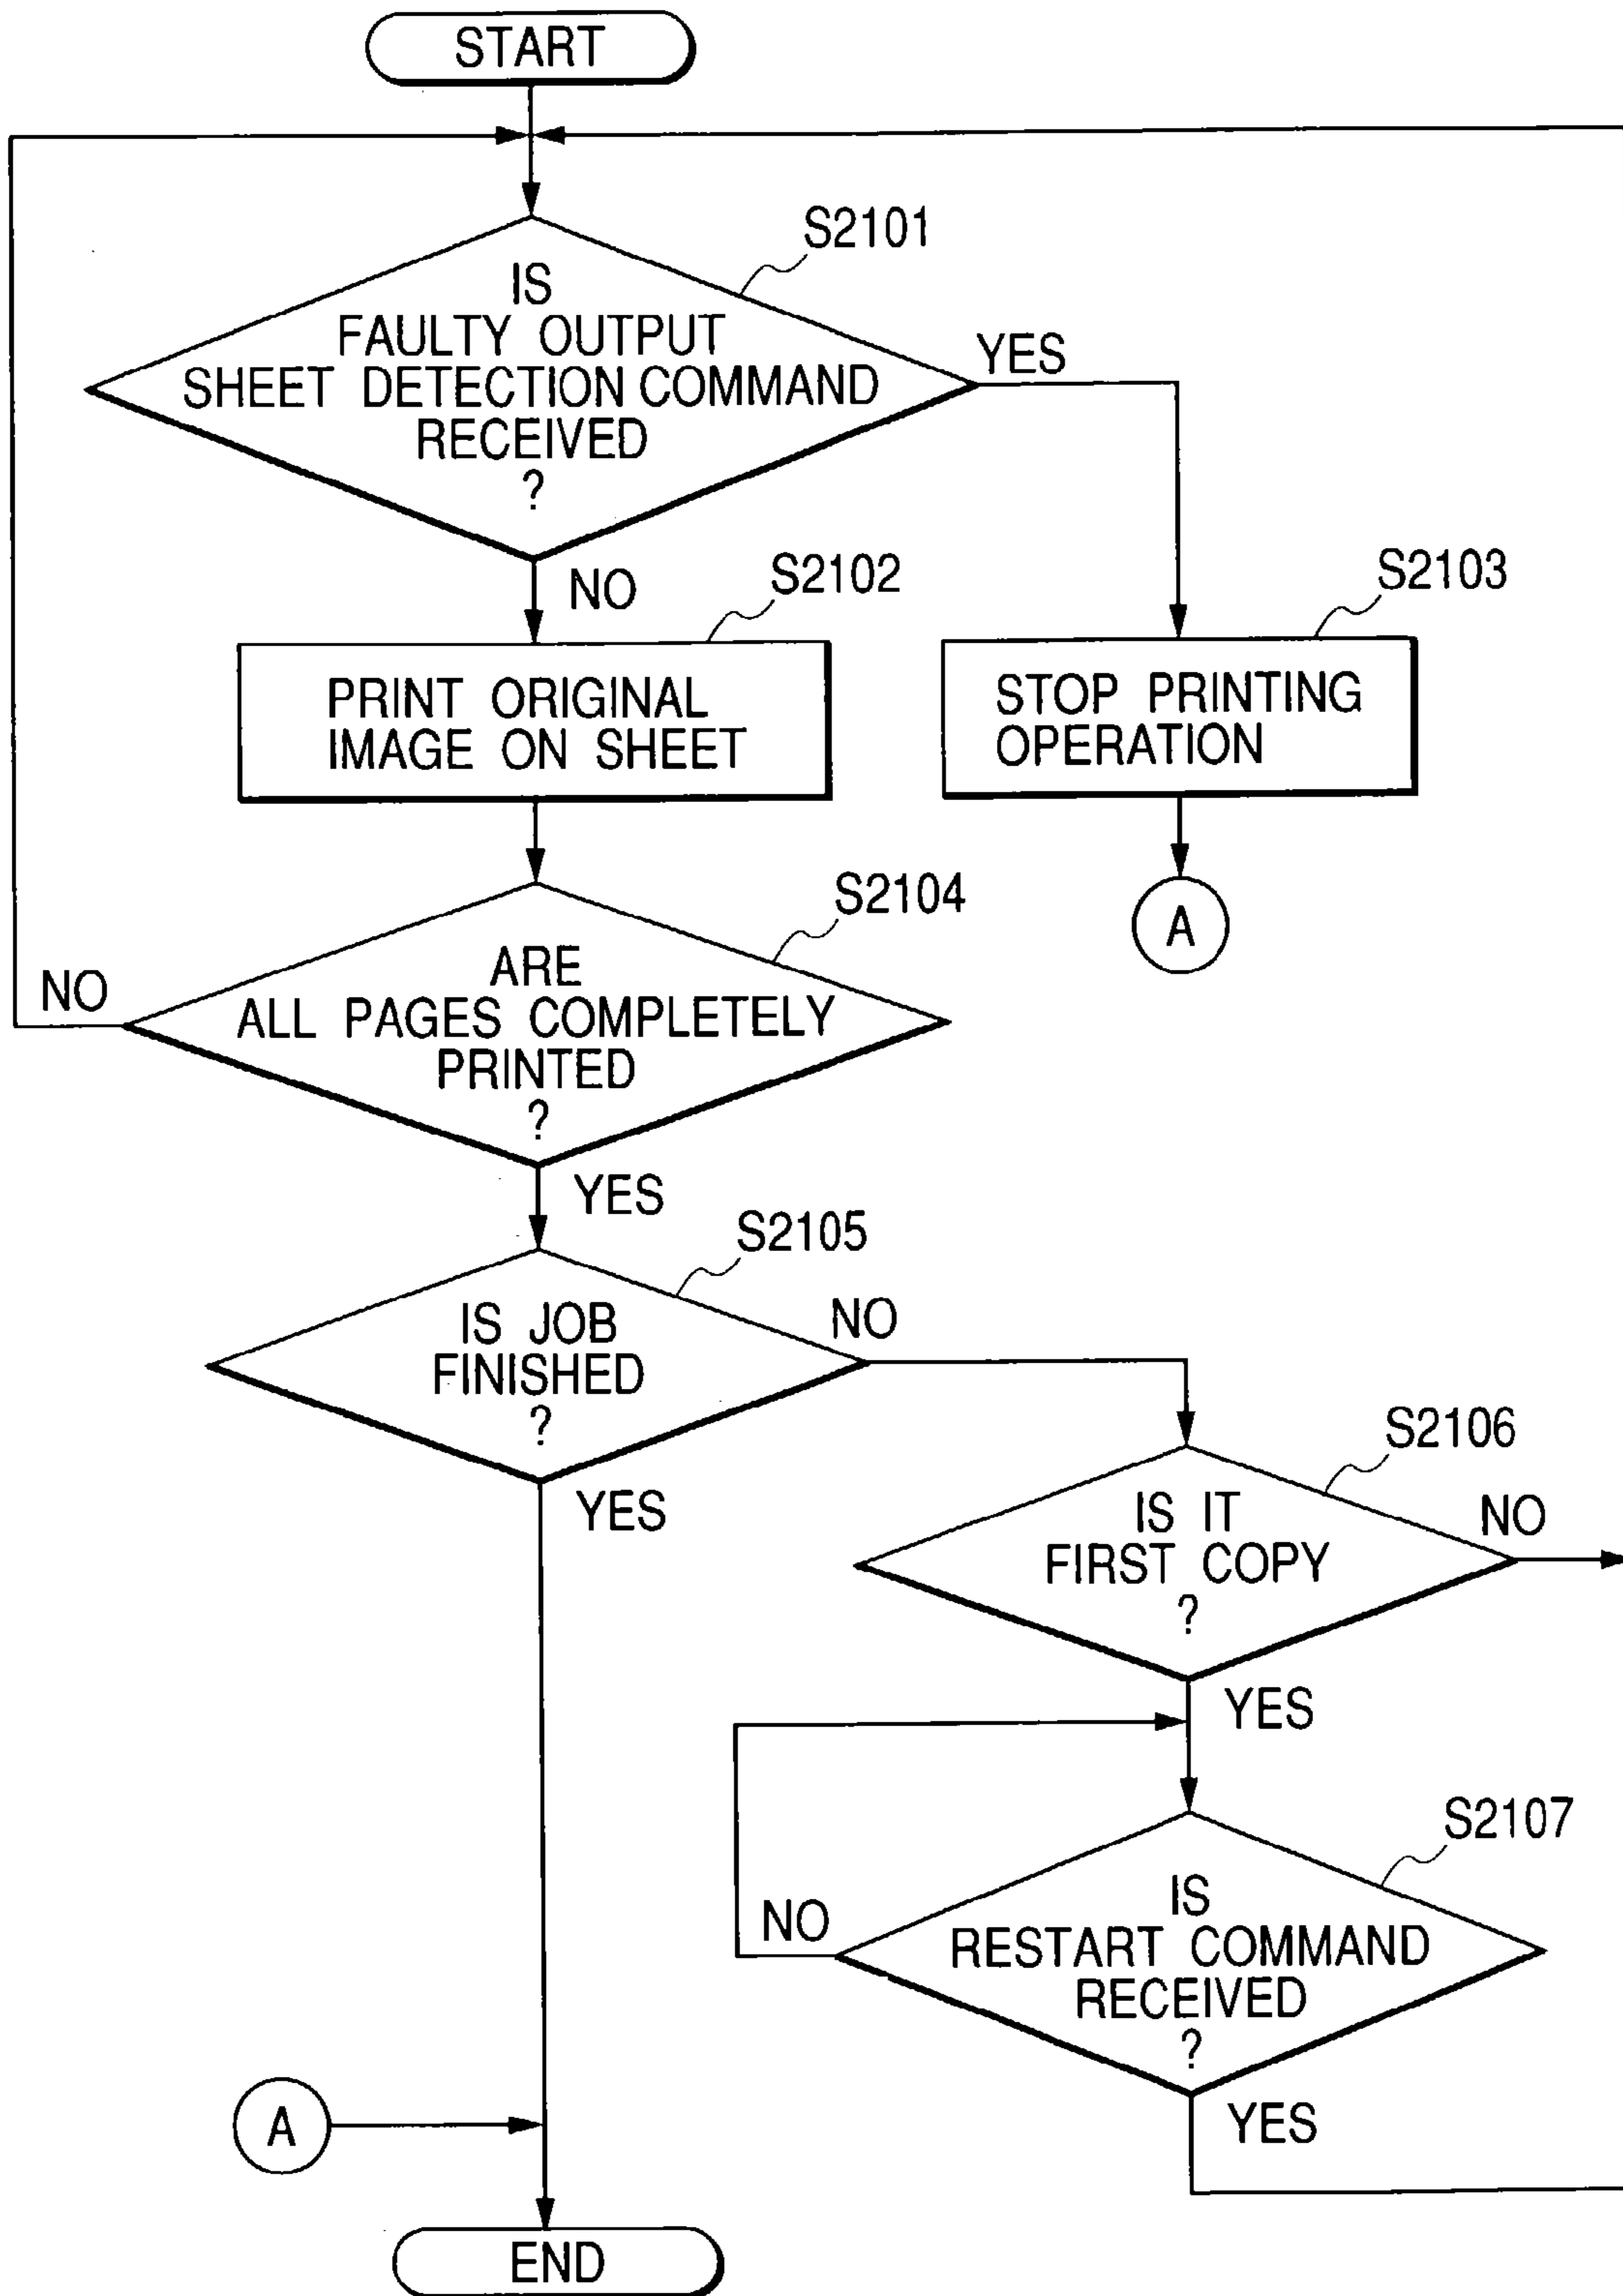 START
S2101
IS
FAULTY OUTPUT
SHEET DETECTION COMMAND
RECEIVED
?
YES
NO
S2102
S2103
PRINT ORIGINAL
IMAGE ON SHEET
STOP PRINTING
OPERATION
S2104
A
ARE
ALL PAGES COMPLETELY
PRINTED
?
NO
YES
S2105
IS JOB
FINISHED
?
NO
YES
S2106
IS IT
FIRST COPY
?
NO
YES
S2107
IS
RESTART COMMAND
RECEIVED
?
NO
YES
A
END